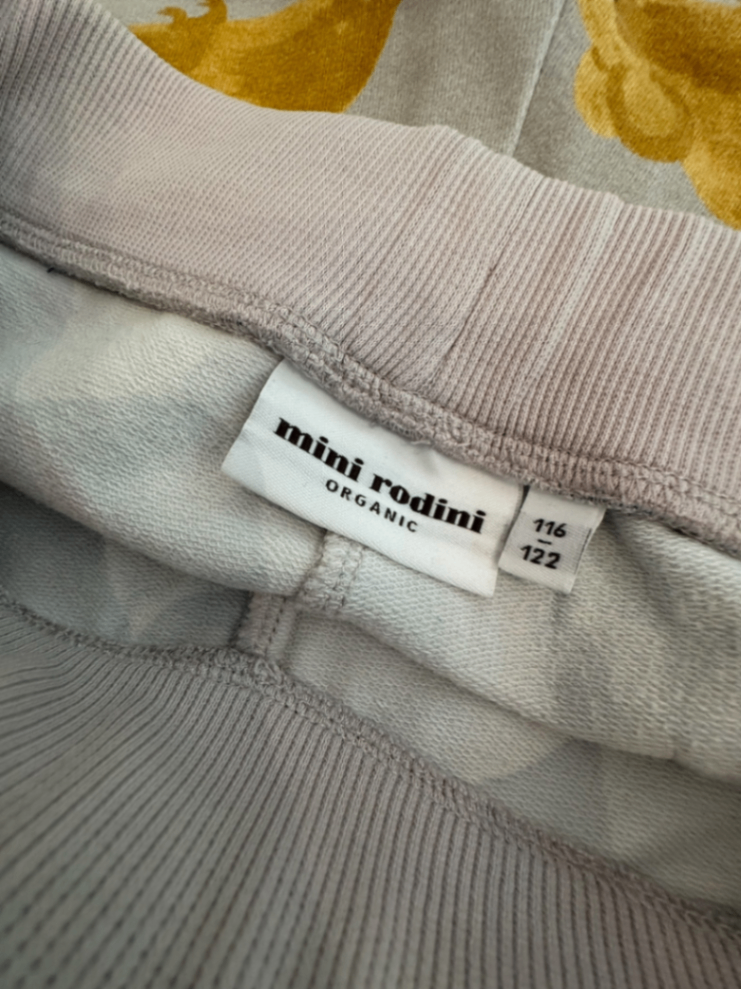 mini rodini
ORGANIC
116
–
122